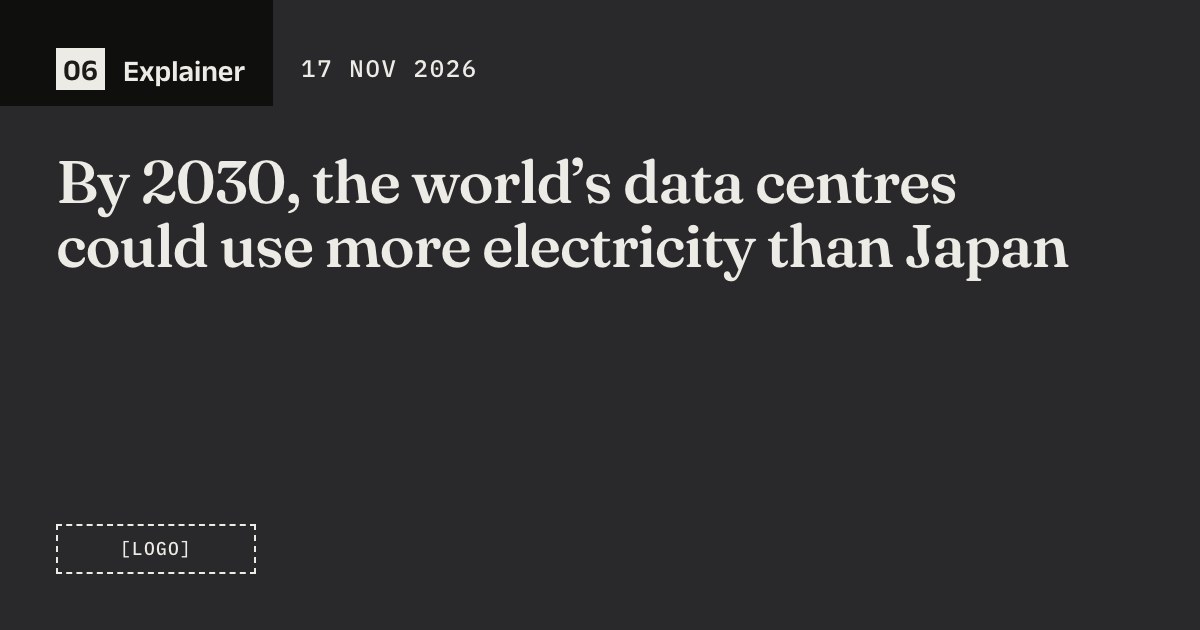 06 Explainer 17 NOV 2026
By 2030, the world’s data centres
could use more electricity than Japan
[LOGO]